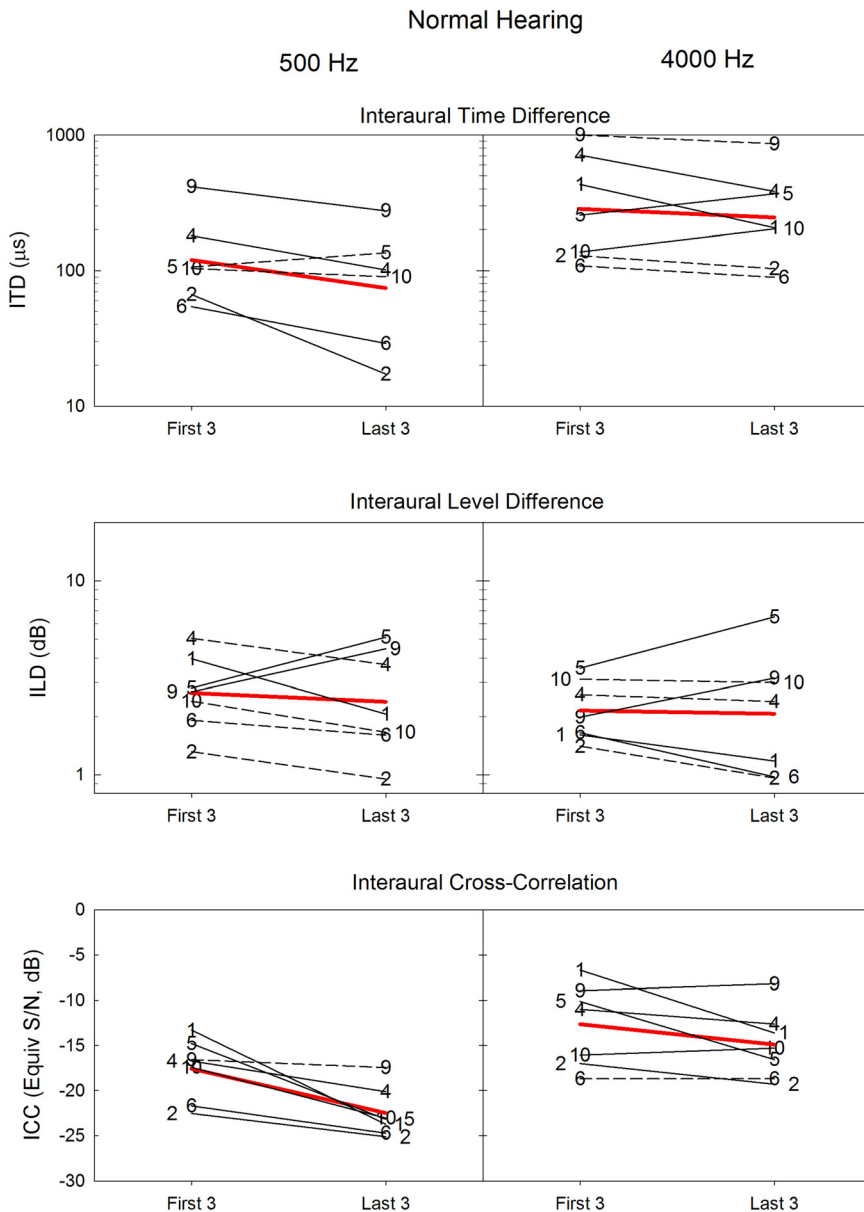 Normal Hearing
500 Hz 4000 Hz
Interaural Time Difference
ITD (µs)
1000
100
10
9 4 5 10 2 6
9 5 4 10 6 2
9 4 1 5 10 2 6
9 4 5 1 10 2 6
First 3 Last 3 First 3 Last 3
Interaural Level Difference
ILD (dB)
10
1
4 1 5 9 10 6 2
5 9 4 1 10 6 2
5 10 4 9 1 6 2
5 9 10 4 1 2 6
First 3 Last 3 First 3 Last 3
Interaural Cross-Correlation
ICC (Equiv S/N, dB)
0
-5
-10
-15
-20
-25
-30
1 5 4 9 10 6 2
9 4 10 1 5 6 2
1 9 5 4 10 2 6
9 4 1 10 5 6 2
First 3 Last 3 First 3 Last 3